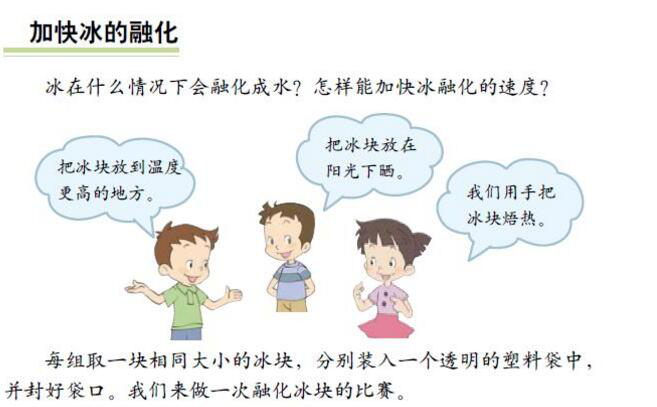 加快冰的融化
冰在什么情况下会融化成水？怎样能加快冰融化的速度？
把冰块放到温度
更高的地方。
把冰块放在
阳光下晒。
我们用手把
冰块焐热。
每组取一块相同大小的冰块，分别装入一个透明的塑料袋中，
并封好袋口。我们来做一次融化冰块的比赛。